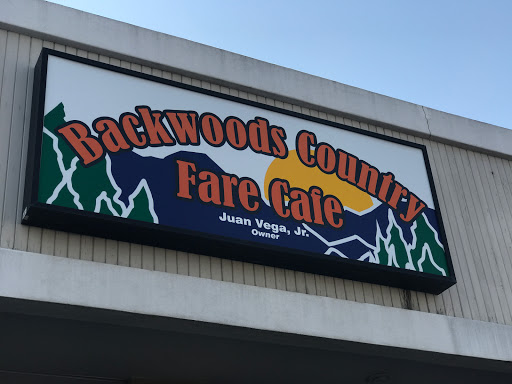 Backwoods Country
Fare Cafe
Juan Vega, Jr.
Owner